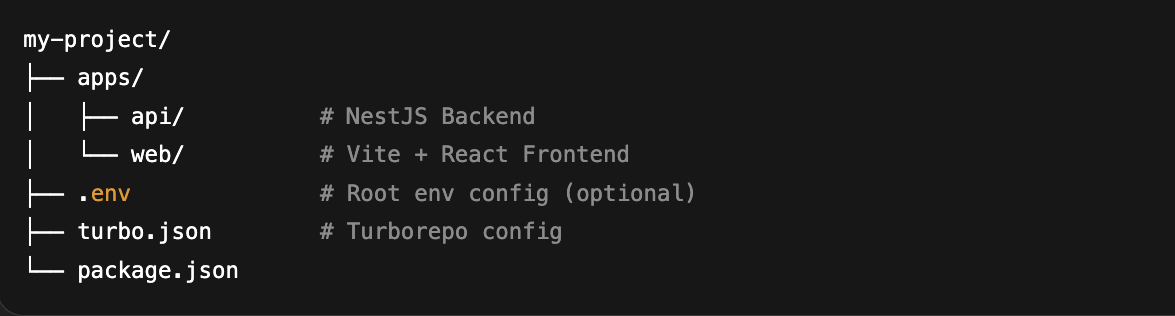 my-project/
├── apps/
│   ├── api/          # NestJS Backend
│   └── web/          # Vite + React Frontend
├── .env              # Root env config (optional)
├── turbo.json        # Turborepo config
└── package.json